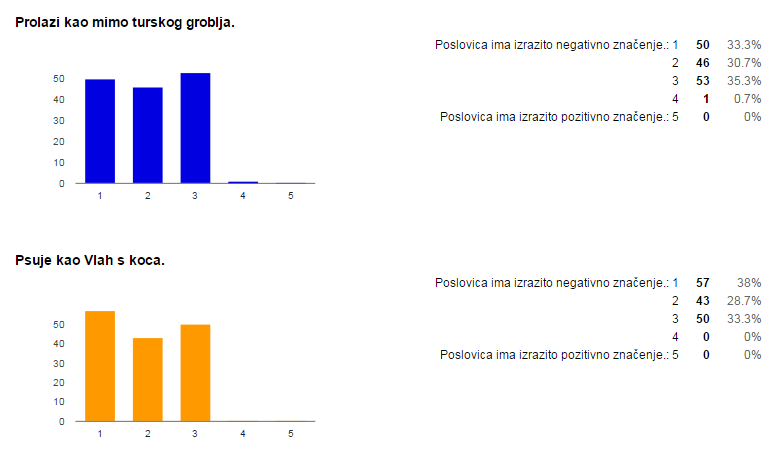 Prolazi kao mimo turskog groblja.
Poslovica ima izrazito negativno značenje.: 1 50 33.3%
2 46 30.7%
3 53 35.3%
4 1 0.7%
Poslovica ima izrazito pozitivno značenje.: 5 0 0%
50
40
30
20
10
0
1 2 3 4 5
Psuje kao Vlah s koca.
Poslovica ima izrazito negativno značenje.: 1 57 38%
2 43 28.7%
3 50 33.3%
4 0 0%
Poslovica ima izrazito pozitivno značenje.: 5 0 0%
50
40
30
20
10
0
1 2 3 4 5